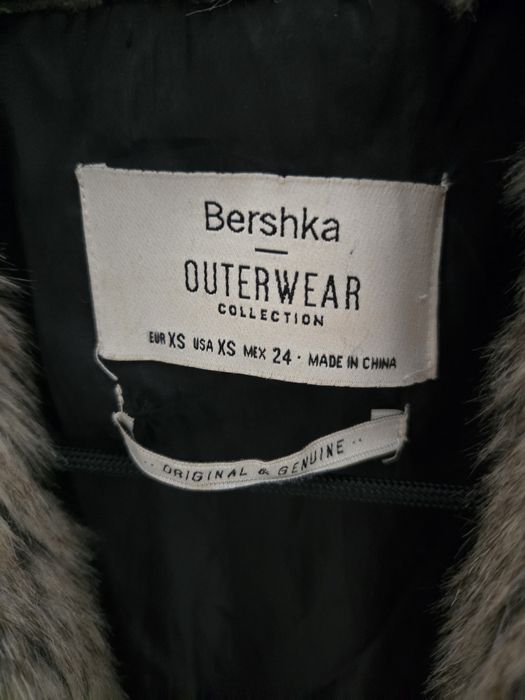 Bershka
OUTERWEAR
COLLECTION
EUR XS USA XS MEX 24 · MADE IN CHINA
·· ORIGINAL & GENUINE ··